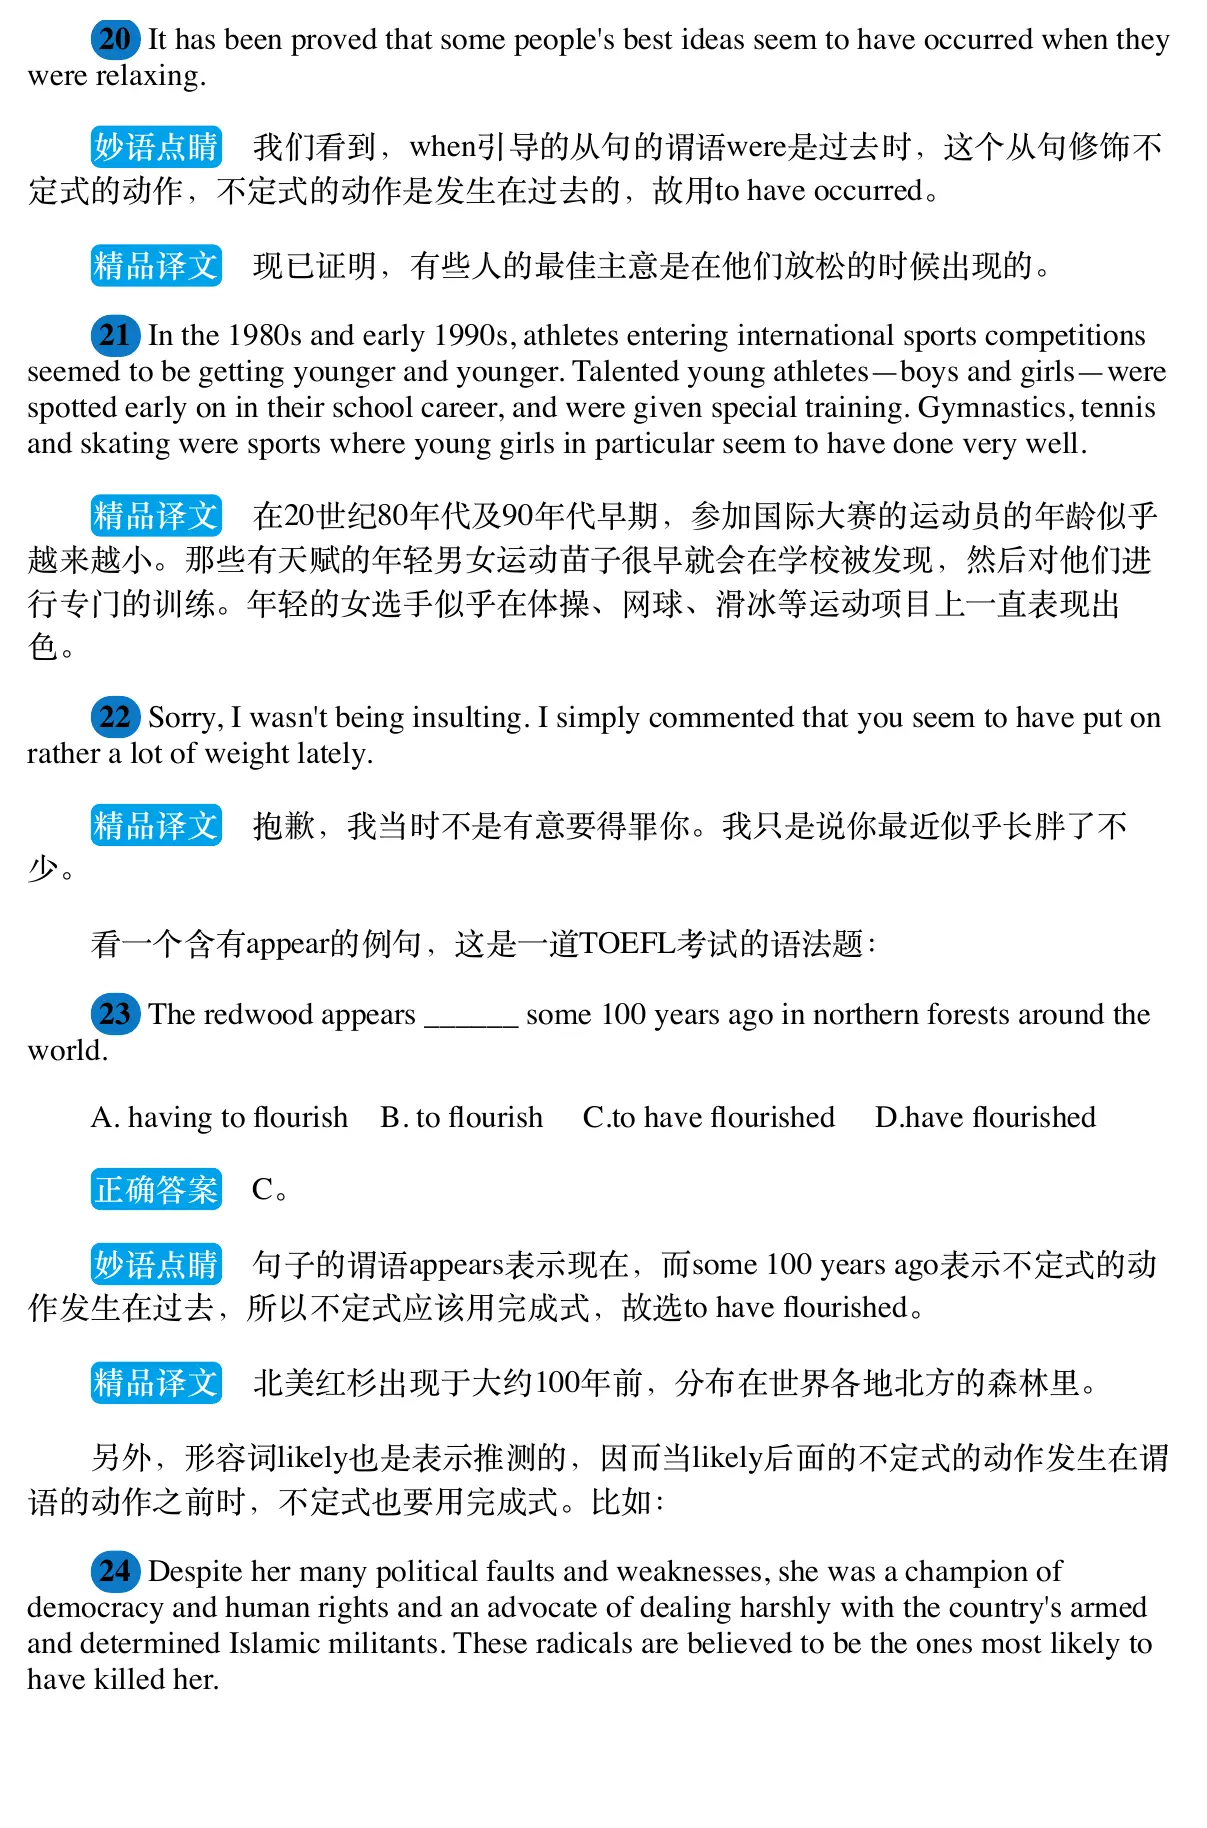 20 It has been proved that some people's best ideas seem to have occurred when they
were relaxing.
妙语点睛 我们看到，when引导的从句的谓语were是过去时，这个从句修饰不
定式的动作，不定式的动作是发生在过去的，故用to have occurred。
精品译文 现已证明，有些人的最佳主意是在他们放松的时候出现的。
21 In the 1980s and early 1990s, athletes entering international sports competitions
seemed to be getting younger and younger. Talented young athletes—boys and girls—were
spotted early on in their school career, and were given special training. Gymnastics, tennis
and skating were sports where young girls in particular seem to have done very well.
精品译文 在20世纪80年代及90年代早期，参加国际大赛的运动员的年龄似乎
越来越小。那些有天赋的年轻男女运动苗子很早就会在学校被发现，然后对他们进
行专门的训练。年轻的女选手似乎在体操、网球、滑冰等运动项目上一直表现出
色。
22 Sorry, I wasn't being insulting. I simply commented that you seem to have put on
rather a lot of weight lately.
精品译文 抱歉，我当时不是有意要得罪你。我只是说你最近似乎长胖了不
少。
看一个含有appear的例句，这是一道TOEFL考试的语法题：
23 The redwood appears ______ some 100 years ago in northern forests around the
world.
A. having to flourish B. to flourish C.to have flourished D.have flourished
正确答案 C。
妙语点睛 句子的谓语appears表示现在，而some 100 years ago表示不定式的动
作发生在过去，所以不定式应该用完成式，故选to have flourished。
精品译文 北美红杉出现于大约100年前，分布在世界各地北方的森林里。
另外，形容词likely也是表示推测的，因而当likely后面的不定式的动作发生在谓
语的动作之前时，不定式也要用完成式。比如：
24 Despite her many political faults and weaknesses, she was a champion of
democracy and human rights and an advocate of dealing harshly with the country's armed
and determined Islamic militants. These radicals are believed to be the ones most likely to
have killed her.